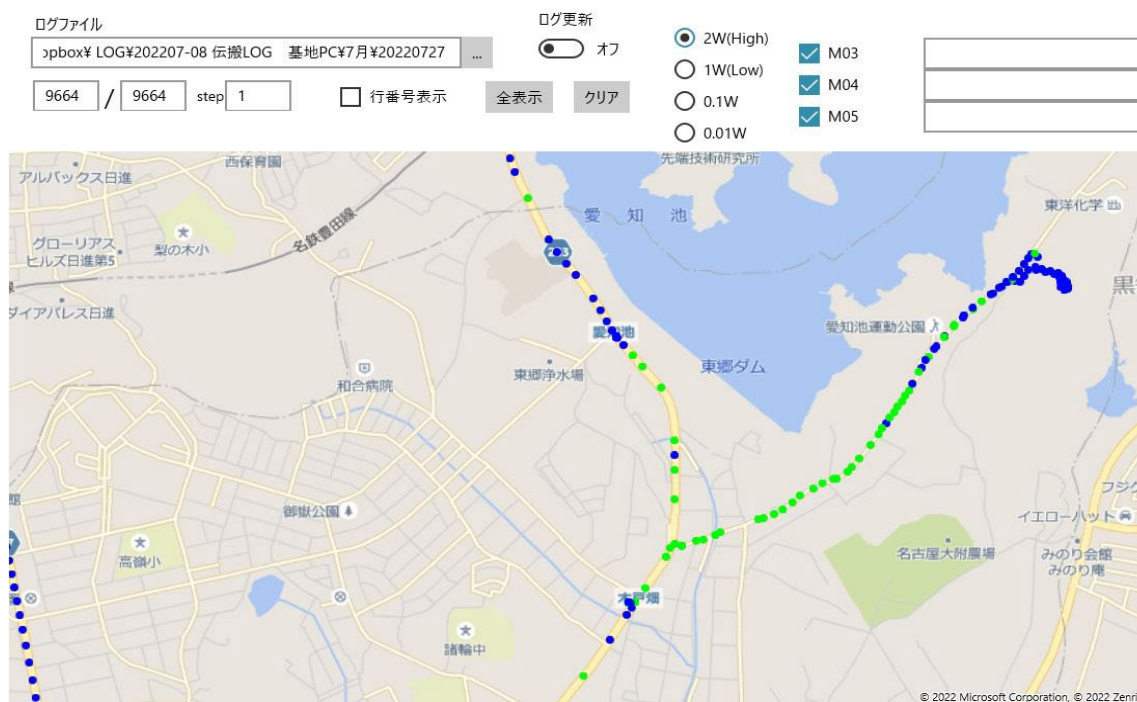 ログファイル
ログ更新
opbox¥ LOG¥202207-08 伝搬LOG 基地PC¥7月¥20220727
...
オフ
2W(High)
1W(Low)
0.1W
0.01W
M03
M04
M05
9664 / 9664 step 1
行番号表示
全表示
クリア
西保育園
アルバックス日進
先端技術研究所
愛知池
東洋化学
名鉄豊田線
梨の木小
グローリアス
ヒルズ日進第5
ダイアパレス日進
愛知池
愛知池運動公園
東郷浄水場
東郷ダム
和合病院
御嶽公園
フジグ
イエローハット
高嶺小
名古屋大附農場
みのり会館
みのり庵
諸輪中
© 2022 Microsoft Corporation, © 2022 Zenri